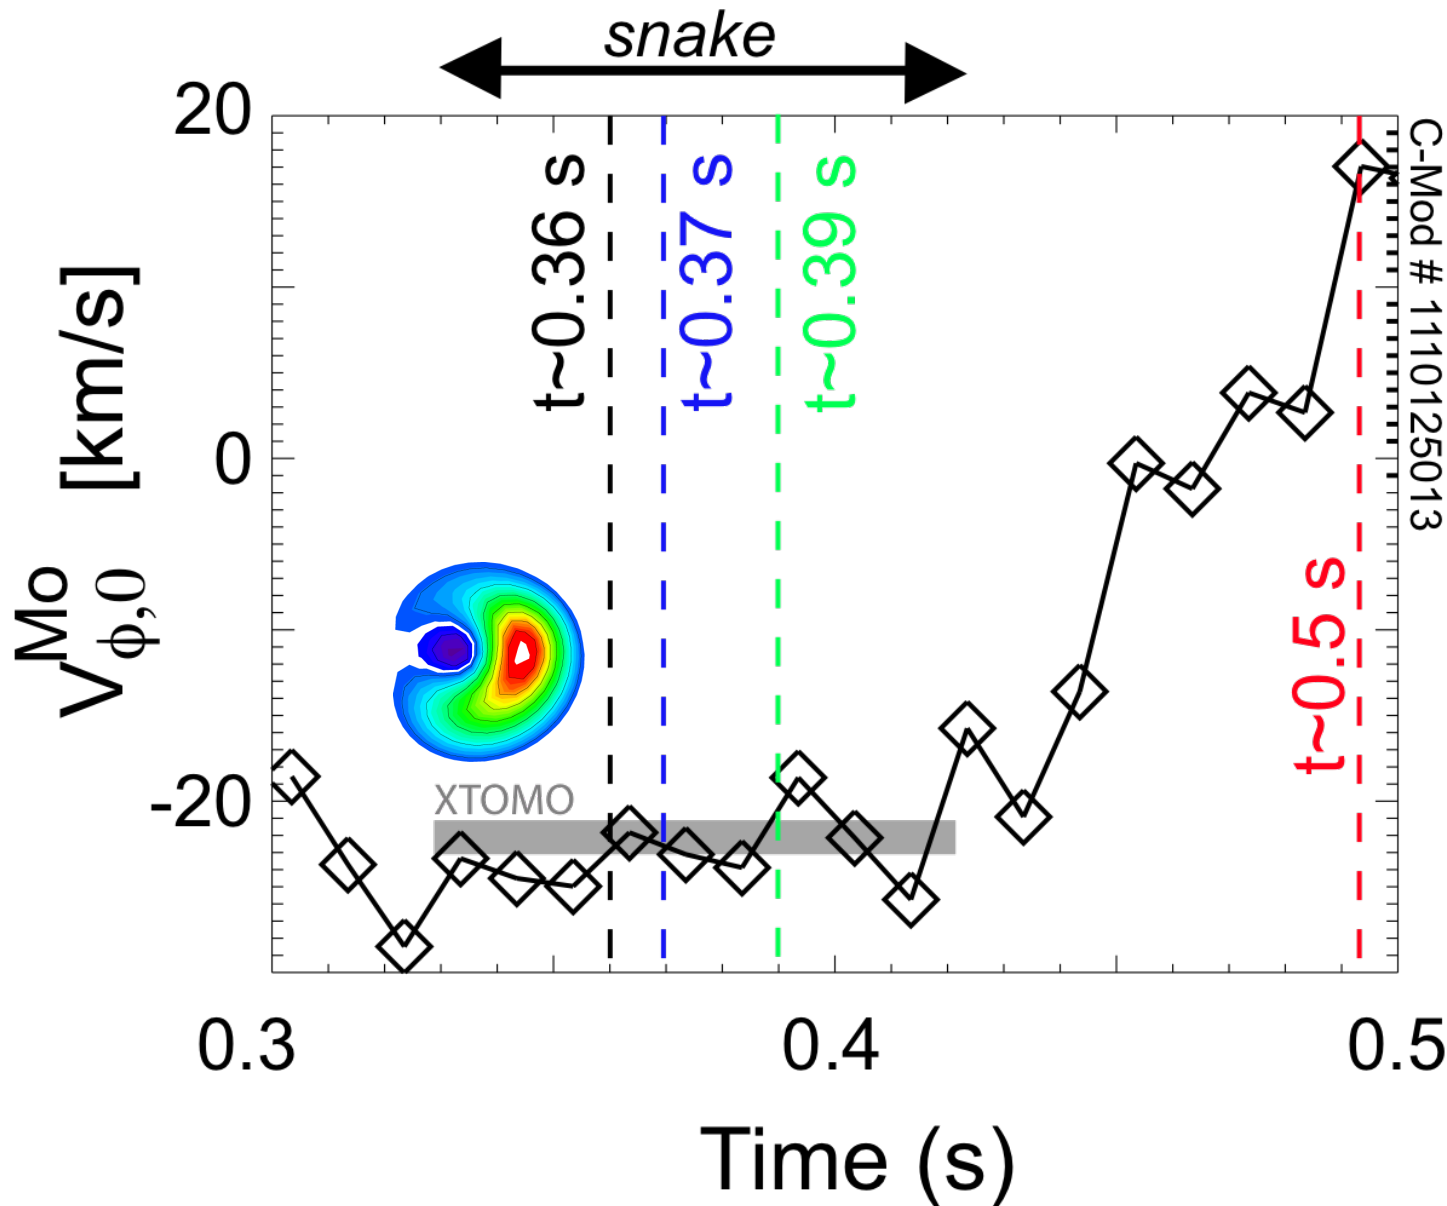 snake
20
0
-20
V Mo ϕ,0 [km/s]
t~0.36 s
t~0.37 s
t~0.39 s
t~0.5 s
XTOMO
C-Mod # 1110125013
0.3
0.4
0.5
Time (s)